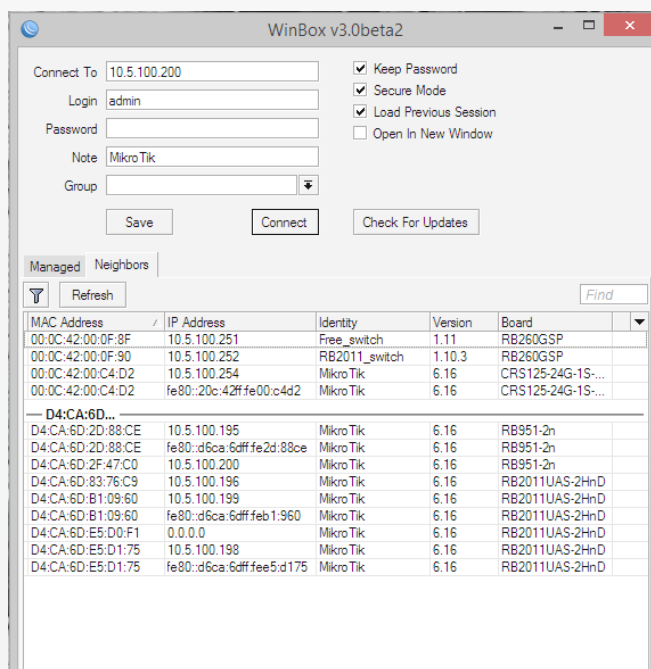 WinBox v3.0beta2
Connect To 10.5.100.200
Login admin
Password
Note MikroTik
Group
Keep Password
Secure Mode
Load Previous Session
Open In New Window
Save Connect Check For Updates
Managed Neighbors
Refresh Find
MAC Address IP Address Identity Version Board
00:0C:42:00:0F:8F 10.5.100.251 Free_switch 1.11 RB260GSP
00:0C:42:00:0F:90 10.5.100.252 RB2011_switch 1.10.3 RB260GSP
00:0C:42:00:C4:D2 10.5.100.254 MikroTik 6.16 CRS125-24G-1S-...
00:0C:42:00:C4:D2 fe80::20c:42ff:fe00:c4d2 MikroTik 6.16 CRS125-24G-1S-...
D4:CA:6D...
D4:CA:6D:2D:88:CE 10.5.100.195 MikroTik 6.16 RB951-2n
D4:CA:6D:2D:88:CE fe80::d6ca:6dff:fe2d:88ce MikroTik 6.16 RB951-2n
D4:CA:6D:2F:47:C0 10.5.100.200 MikroTik 6.16 RB951-2n
D4:CA:6D:83:76:C9 10.5.100.196 MikroTik 6.16 RB2011UAS-2HnD
D4:CA:6D:B1:09:60 10.5.100.199 MikroTik 6.16 RB2011UAS-2HnD
D4:CA:6D:B1:09:60 fe80::d6ca:6dff:feb1:960 MikroTik 6.16 RB2011UAS-2HnD
D4:CA:6D:E5:D0:F1 0.0.0.0 MikroTik 6.16 RB2011UAS-2HnD
D4:CA:6D:E5:D1:75 10.5.100.198 MikroTik 6.16 RB2011UAS-2HnD
D4:CA:6D:E5:D1:75 fe80::d6ca:6dff:fee5:d175 MikroTik 6.16 RB2011UAS-2HnD